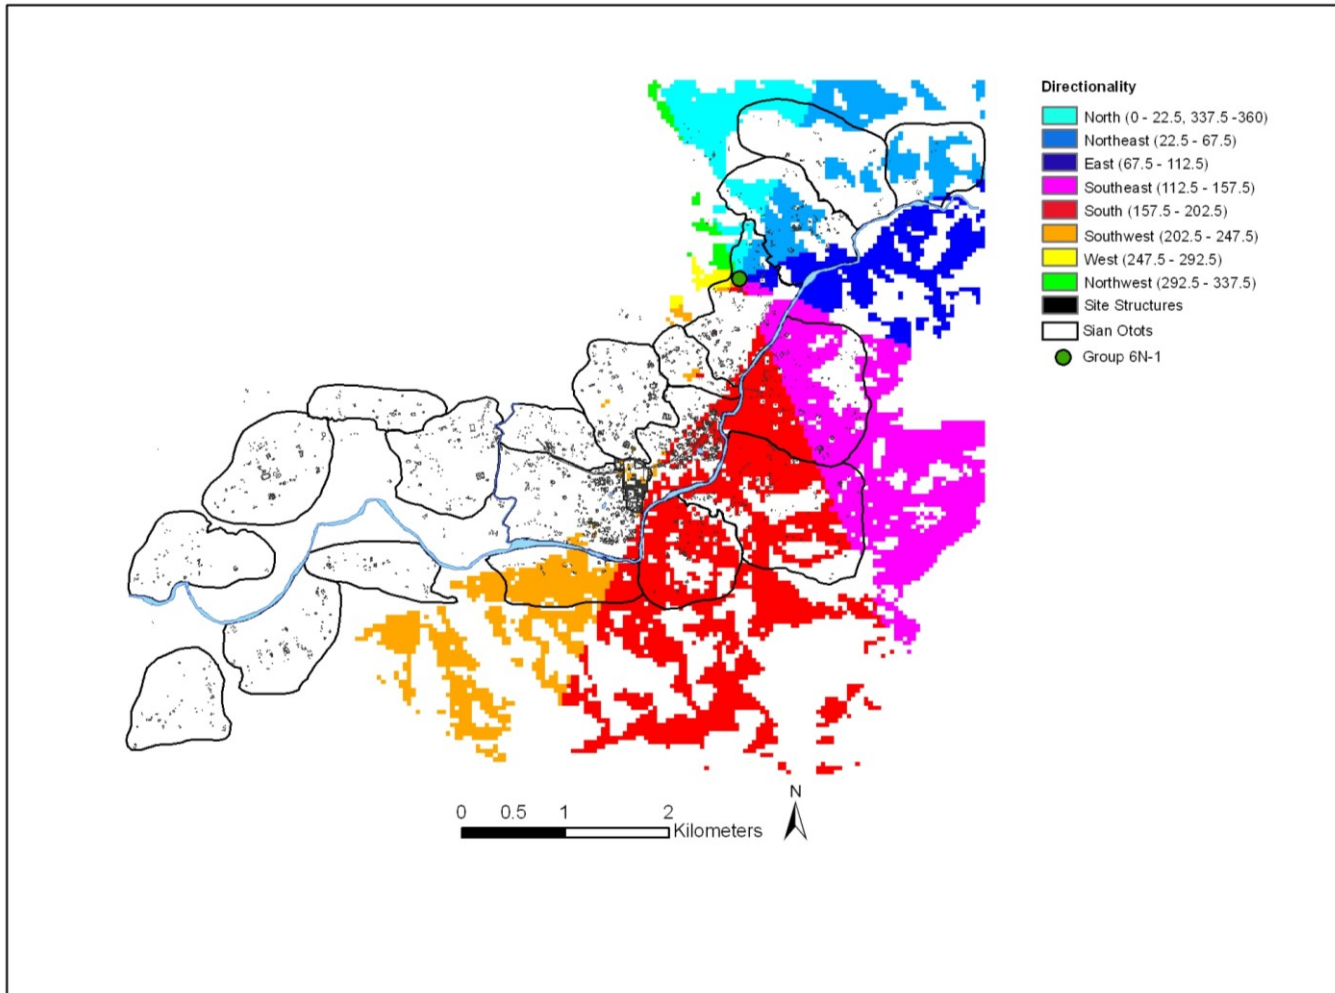 Directionality
North (0 - 22.5, 337.5 -360)
Northeast (22.5 - 67.5)
East (67.5 - 112.5)
Southeast (112.5 - 157.5)
South (157.5 - 202.5)
Southwest (202.5 - 247.5)
West (247.5 - 292.5)
Northwest (292.5 - 337.5)
Site Structures
Sian Otots
Group 6N-1
N
0 0.5 1 2
Kilometers